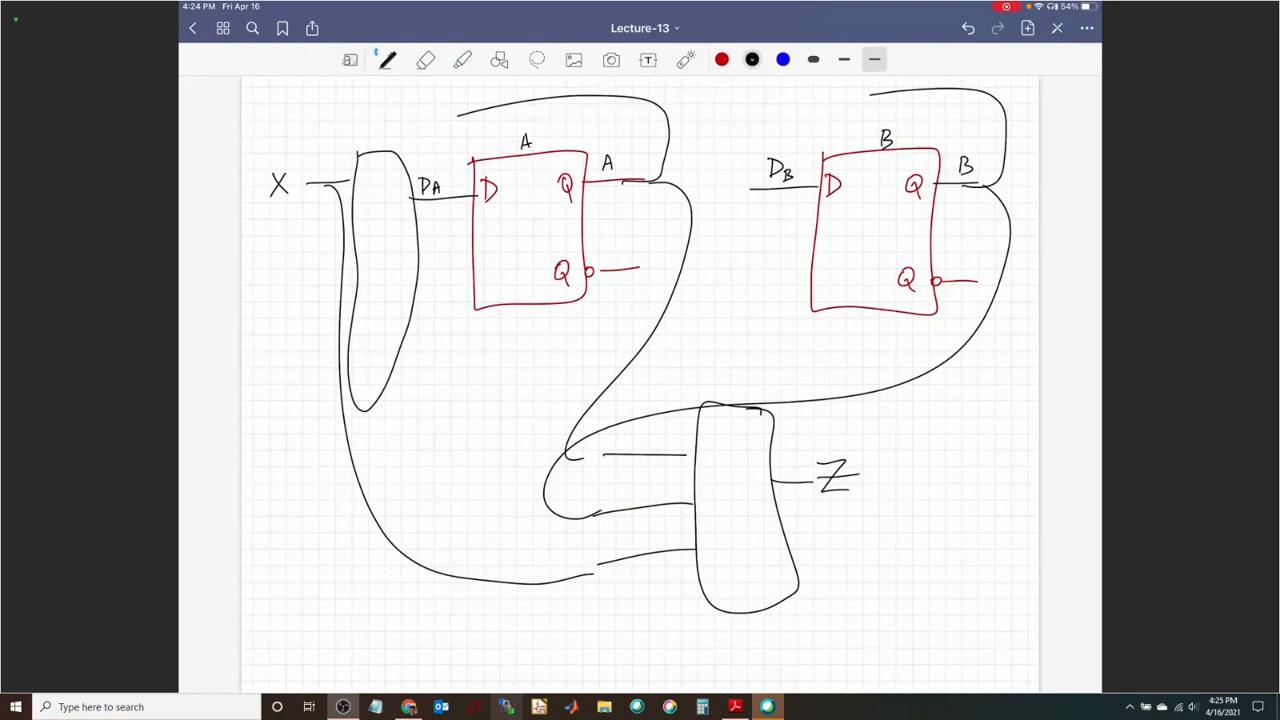 4:24 PM Fri Apr 16
54%
Lecture-13
T
A
B
X
DA
D
Q
A
DB
D
Q
B
Q
Q
Z
Type here to search
4:25 PM
4/16/2021